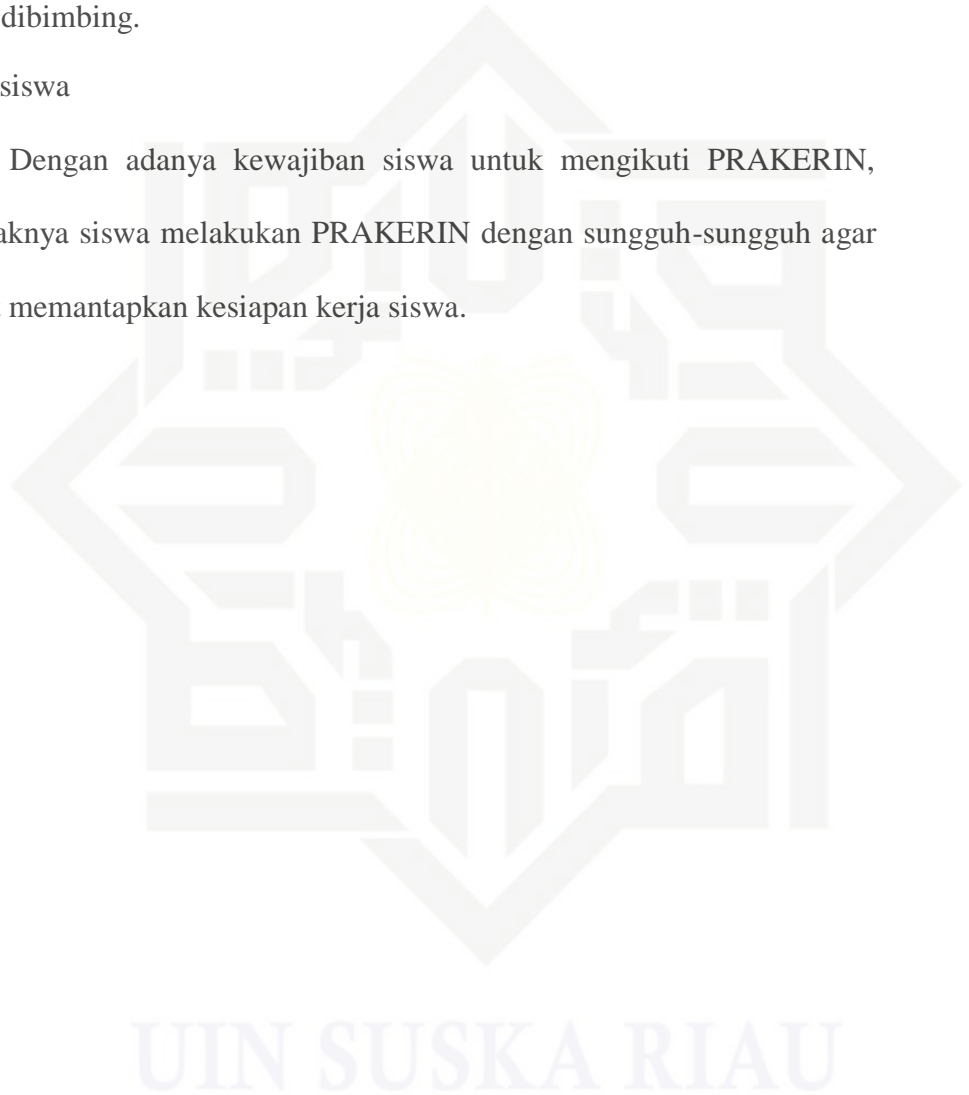 dibimbing.
siswa
Dengan adanya kewajiban siswa untuk mengikuti PRAKERIN,
aknya siswa melakukan PRAKERIN dengan sungguh-sungguh agar
memantapkan kesiapan kerja siswa.
UIN SUSKA RIAU